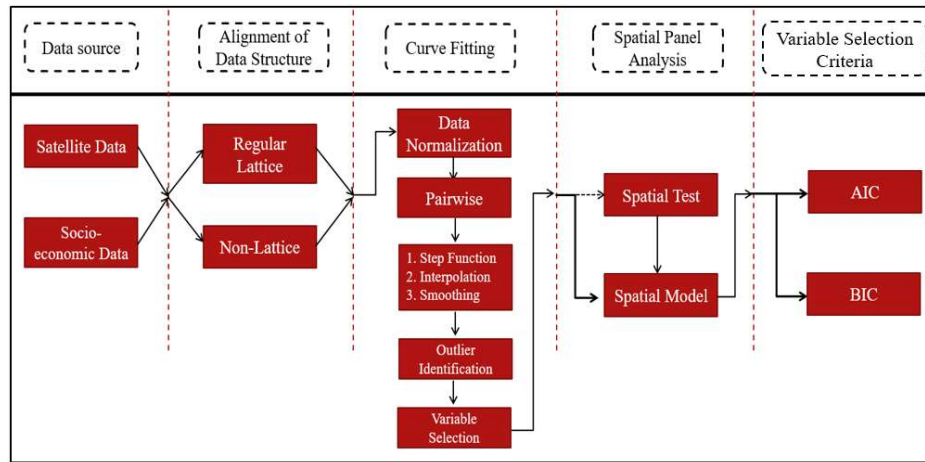 Data source
Alignment of
Data Structure
Curve Fitting
Spatial Panel
Analysis
Variable Selection
Criteria
Satellite Data
Socio-
economic Data
Regular
Lattice
Non-Lattice
Data
Normalization
Pairwise
1. Step Function
2. Interpolation
3. Smoothing
Outlier
Identification
Variable
Selection
Spatial Test
Spatial Model
AIC
BIC